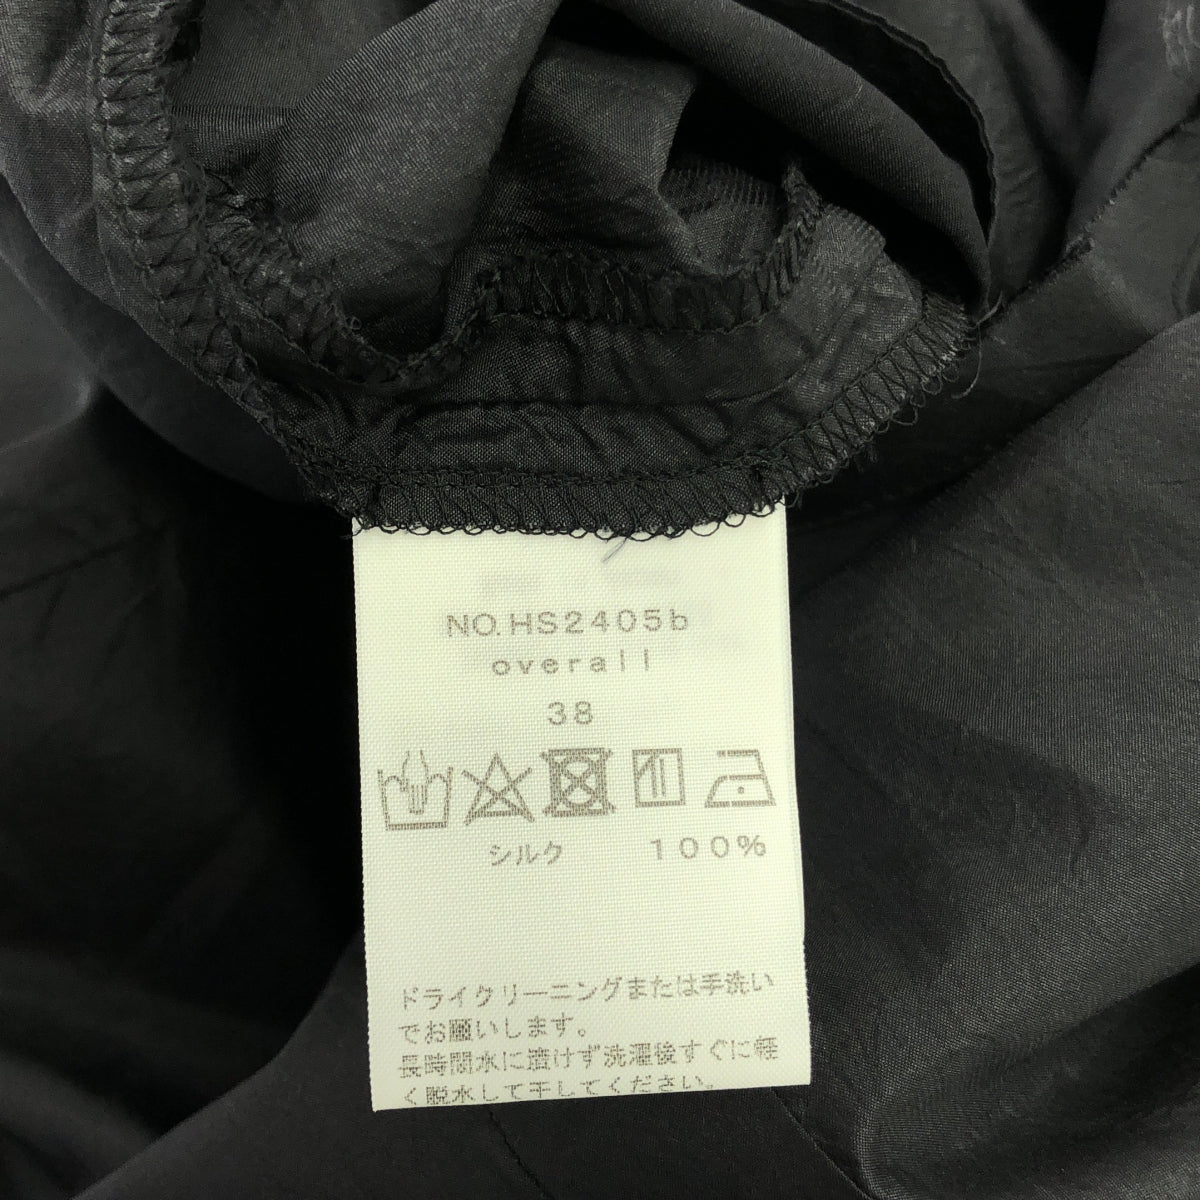 NO.HS2405b
overall
38
シルク 100%
ドライクリーニングまたは手洗い
でお願いします。
長時間水に漬けず洗濯後すぐに軽
く脱水して干してください。